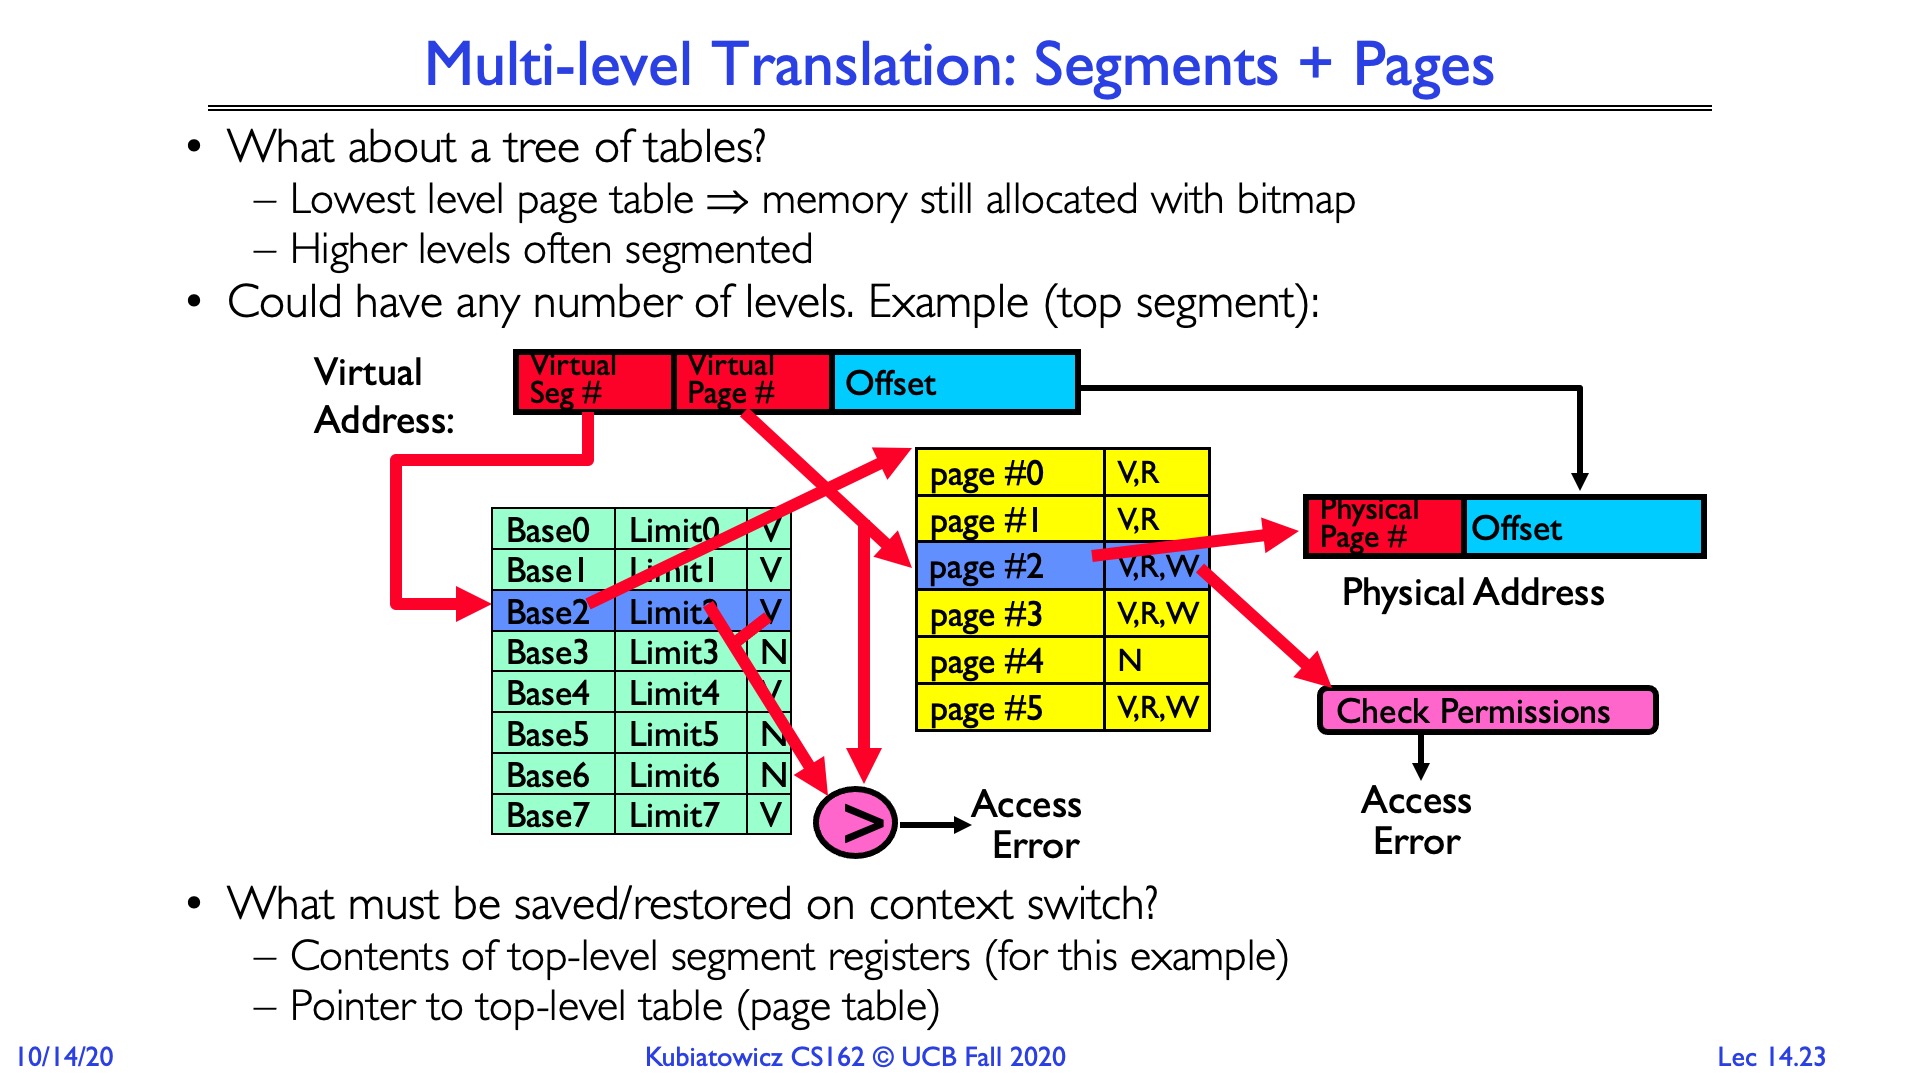 Multi-level Translation: Segments + Pages
• What about a tree of tables?
– Lowest level page table ⇒ memory still allocated with bitmap
– Higher levels often segmented
• Could have any number of levels. Example (top segment):
Virtual
Address:
Virtual
Seg #
Virtual
Page #
Offset
Base0 Limit0 V
Base1 Limit1 V
Base2 Limit2 V
Base3 Limit3 N
Base4 Limit4 V
Base5 Limit5 N
Base6 Limit6 N
Base7 Limit7 V
page #0 V,R
page #1 V,R
page #2 V,R,W
page #3 V,R,W
page #4 N
page #5 V,R,W
Physical
Page #
Offset
Physical Address
Check Permissions
>
Access
Error
Access
Error
• What must be saved/restored on context switch?
– Contents of top-level segment registers (for this example)
– Pointer to top-level table (page table)
10/14/20
Kubiatowicz CS162 © UCB Fall 2020
Lec 14.23